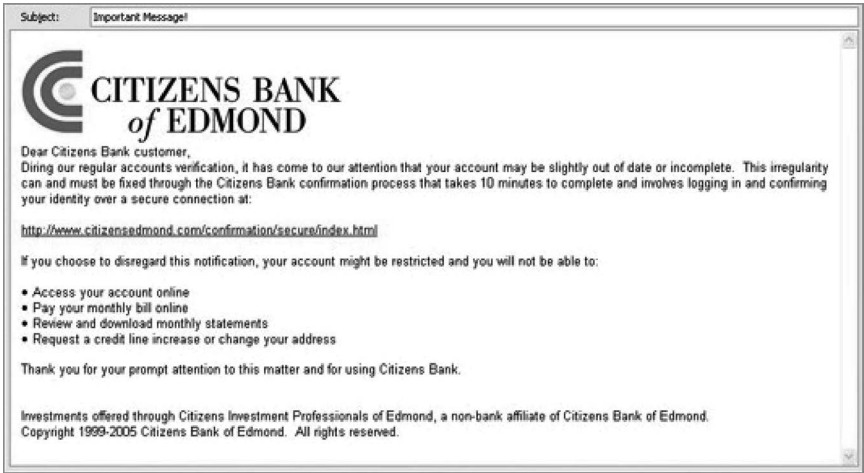 Subject: Important Message!
CITIZENS BANK
of EDMOND
Dear Citizens Bank customer,
Diring our regular accounts verification, it has come to our attention that your account may be slightly out of date or incomplete. This irregularity
can and must be fixed through the Citizens Bank confirmation process that takes 10 minutes to complete and involves logging in and confirming
your identity over a secure connection at:
http://www.citizensedmond.com/confirmation/secure/index.html
If you choose to disregard this notification, your account might be restricted and you will not be able to:
• Access your account online
• Pay your monthly bill online
• Review and download monthly statements
• Request a credit line increase or change your address
Thank you for your prompt attention to this matter and for using Citizens Bank.
Investments offered through Citizens Investment Professionals of Edmond, a non-bank affiliate of Citizens Bank of Edmond.
Copyright 1999-2005 Citizens Bank of Edmond. All rights reserved.